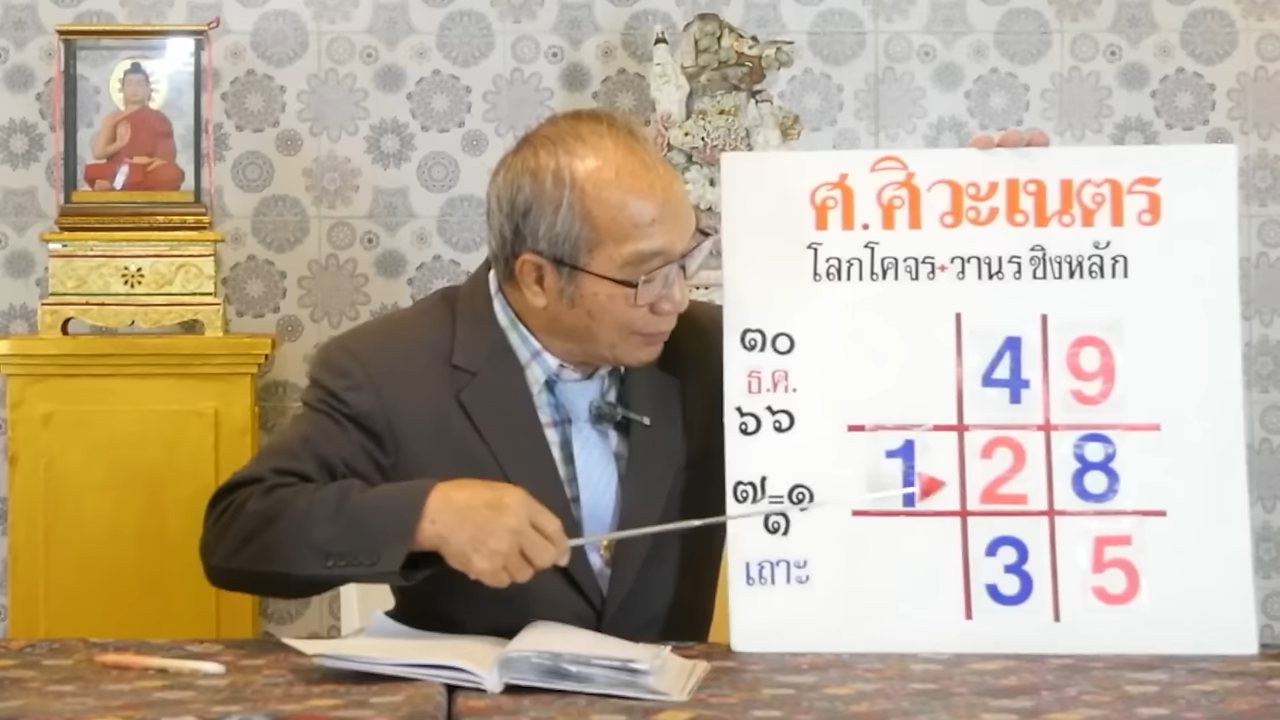 ศ.ศิวะเนตร
โลกโคจร+วานรชิงหลัก
๓๐
ธ.ค.
๖๖
๗=๑
๑
เถาะ
4 9
1 2 8
3 5